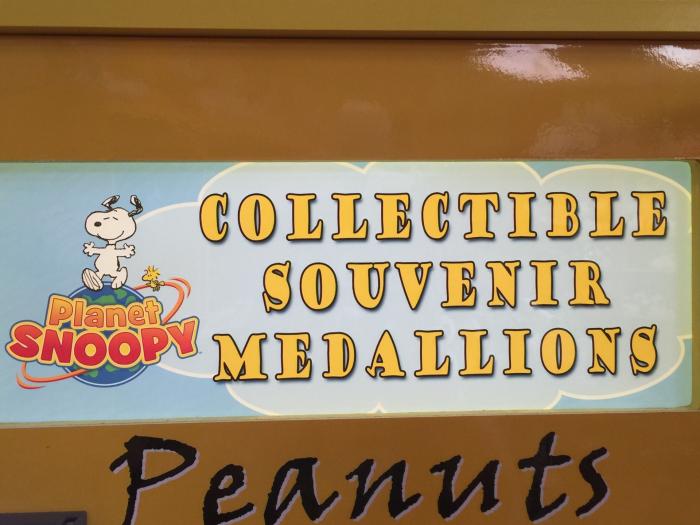 COLLECTIBLE
SOUVENIR
MEDALLIONS
Planet
SNOOPY
Peanuts